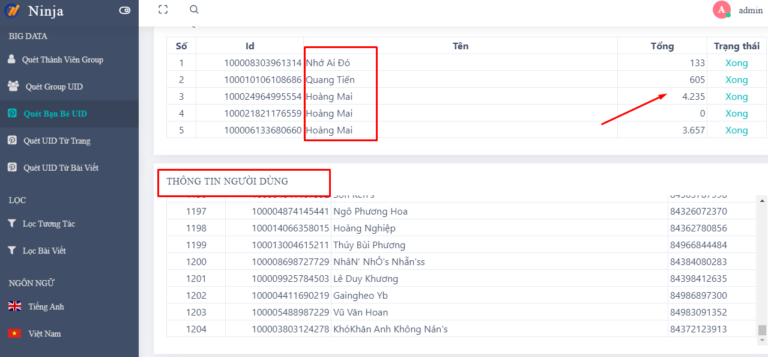 Ninja
admin
BIG DATA
Quét Thành Viên Group
Quét Group UID
Quét Bạn Bè UID
Quét UID Từ Trang
Quét UID Từ Bài Viết
LỌC
Lọc Tương Tác
Lọc Bài Viết
NGÔN NGỮ
Tiếng Anh
Việt Nam
Số Id Tên Tổng Trạng thái
1 100008303961314 Nhớ Ai Đó 133 Xong
2 100010106108686 Quang Tiến 605 Xong
3 100024964995554 Hoàng Mai 4.235 Xong
4 100021821176559 Hoàng Mai 0 Xong
5 100006133680660 Hoàng Mai 3.657 Xong
THÔNG TIN NGƯỜI DÙNG
1197 100004874145441 Ngô Phương Hoa 84326072370
1198 100014066358015 Hoàng Nghiệp 84362780856
1199 100013004615211 Thúy Bùi Phương 84966844484
1200 100008698727729 NhâN' NhỎ's Nhẫn'ss 84384080283
1201 100009925784503 Lê Duy Khương 84398412635
1202 100004411690219 Gaingheo Yb 84986897300
1203 100005488987229 Vũ Văn Hoan 84983091352
1204 100003803124278 KhóKhăn Anh Không Nản's 84372123913